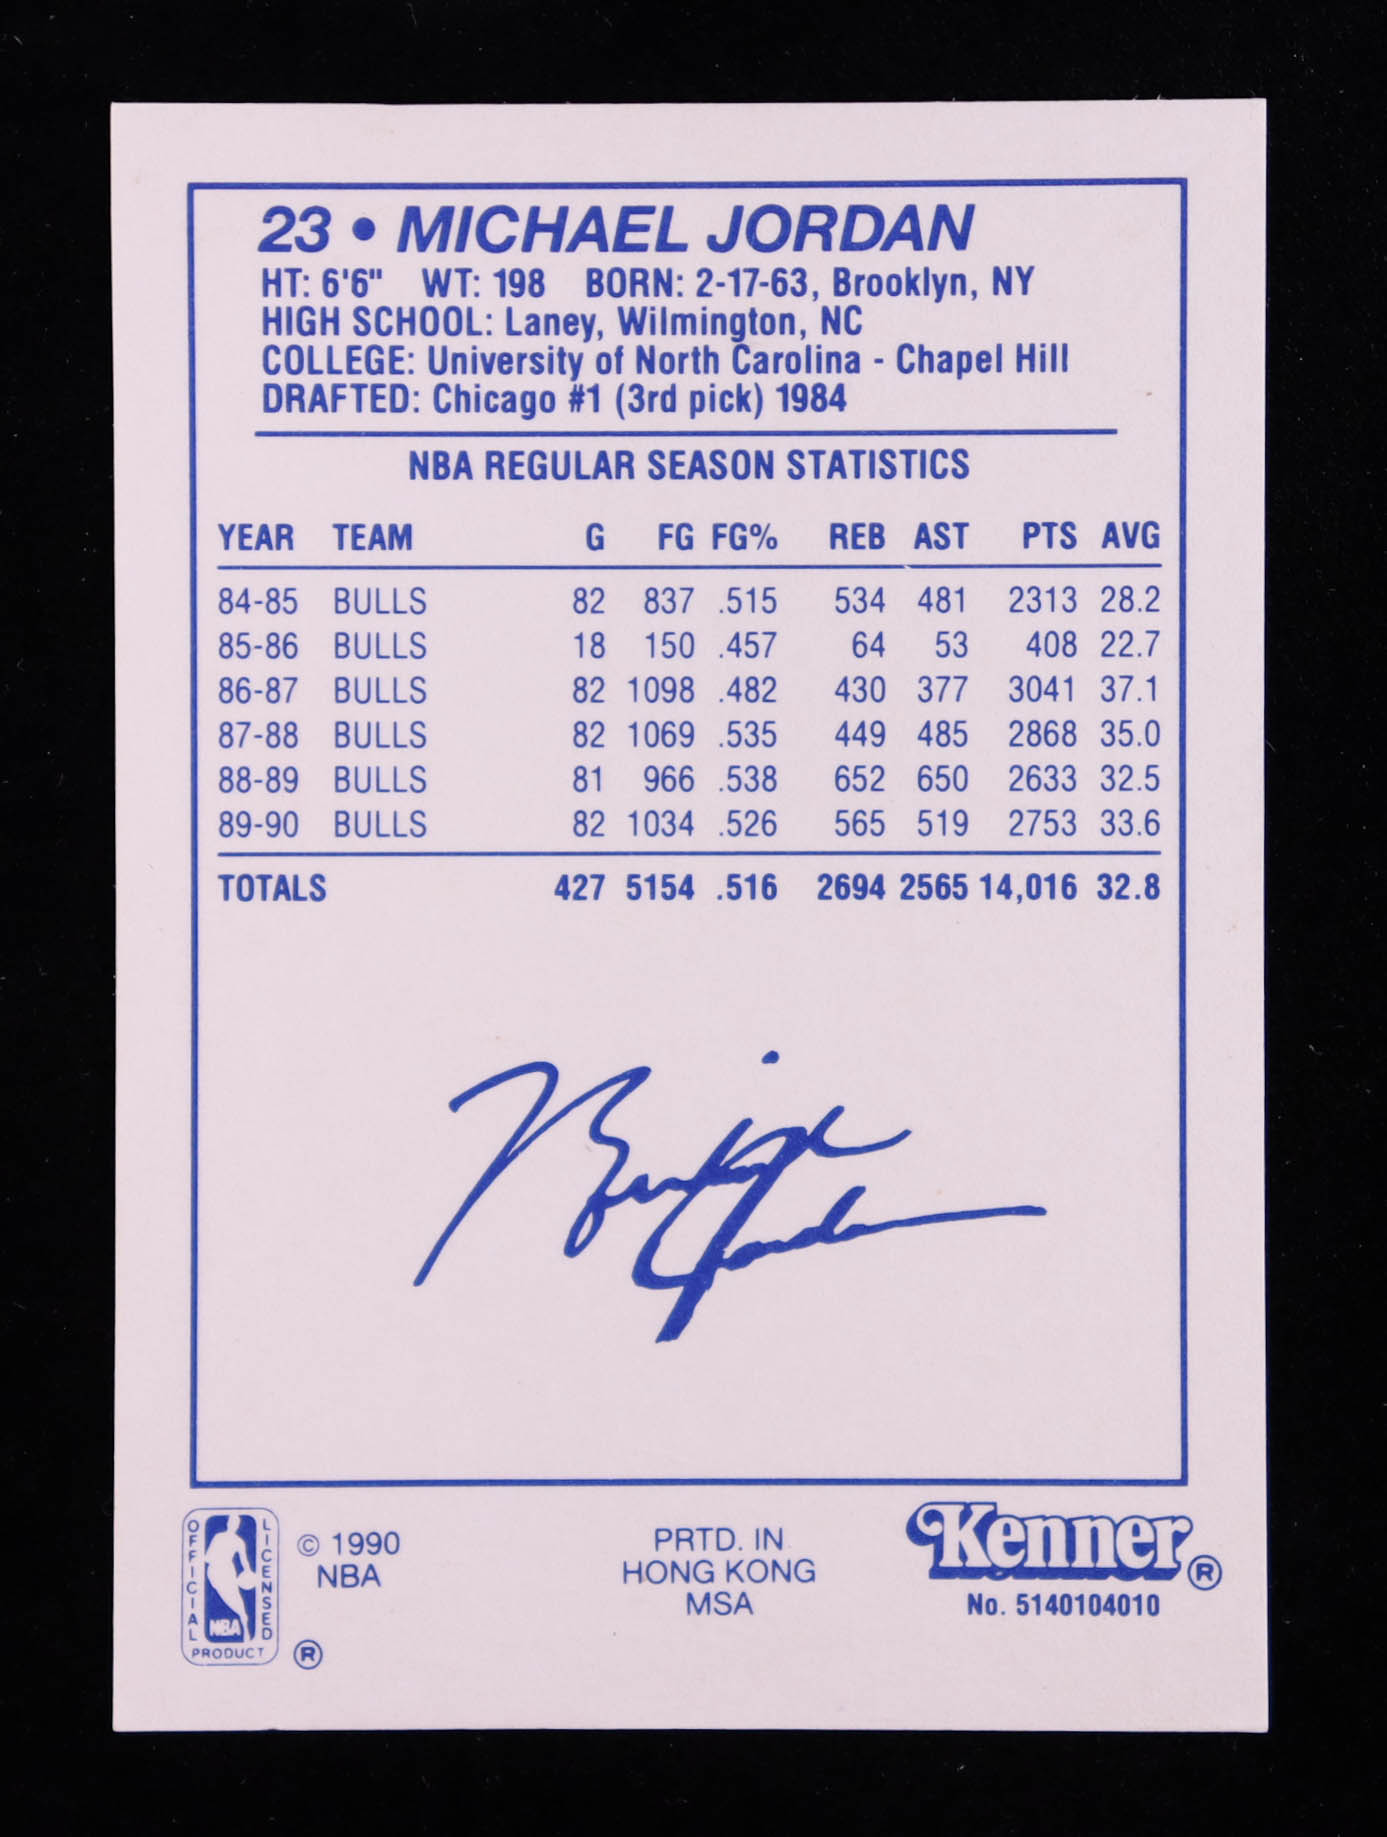 23 • MICHAEL JORDAN
HT: 6'6" WT: 198 BORN: 2-17-63, Brooklyn, NY
HIGH SCHOOL: Laney, Wilmington, NC
COLLEGE: University of North Carolina - Chapel Hill
DRAFTED: Chicago #1 (3rd pick) 1984
NBA REGULAR SEASON STATISTICS
YEAR TEAM G FG FG% REB AST PTS AVG
84-85 BULLS 82 837 .515 534 481 2313 28.2
85-86 BULLS 18 150 .457 64 53 408 22.7
86-87 BULLS 82 1098 .482 430 377 3041 37.1
87-88 BULLS 82 1069 .535 449 485 2868 35.0
88-89 BULLS 81 966 .538 652 650 2633 32.5
89-90 BULLS 82 1034 .526 565 519 2753 33.6
TOTALS 427 5154 .516 2694 2565 14,016 32.8
Michael
Jordan
OFFICIAL LICENSED
NBA
PRODUCT ®
© 1990
NBA
PRTD. IN
HONG KONG
MSA
Kenner®
No. 5140104010